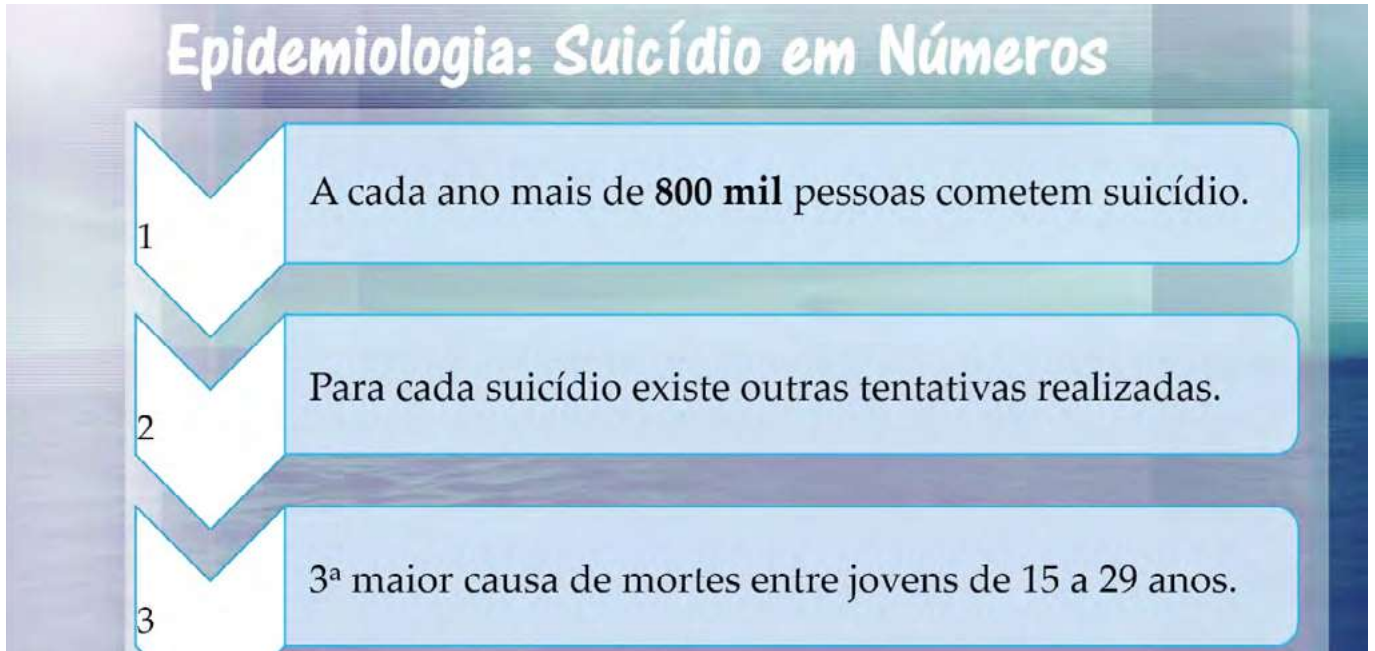 Epidemiologia: Suicídio em Números
A cada ano mais de 800 mil pessoas cometem suicídio.
1
Para cada suicídio existe outras tentativas realizadas.
2
3ª maior causa de mortes entre jovens de 15 a 29 anos.
3